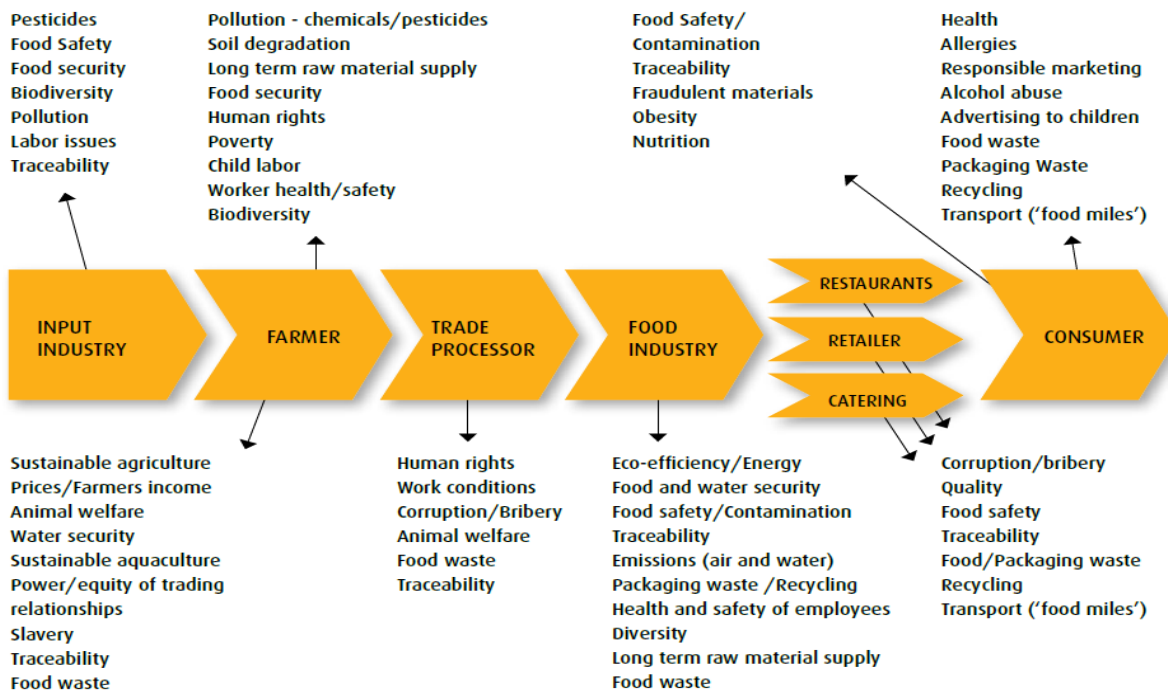 Pesticides
Food Safety
Food security
Biodiversity
Pollution
Labor issues
Traceability
Pollution - chemicals/pesticides
Soil degradation
Long term raw material supply
Food security
Human rights
Poverty
Child labor
Worker health/safety
Biodiversity
Food Safety/
Contamination
Traceability
Fraudulent materials
Obesity
Nutrition
Health
Allergies
Responsible marketing
Alcohol abuse
Advertising to children
Food waste
Packaging Waste
Recycling
Transport (‘food miles’)
INPUT
INDUSTRY
FARMER
TRADE
PROCESSOR
FOOD
INDUSTRY
RESTAURANTS
RETAILER
CATERING
CONSUMER
Sustainable agriculture
Prices/Farmers income
Animal welfare
Water security
Sustainable aquaculture
Power/equity of trading
relationships
Slavery
Traceability
Food waste
Human rights
Work conditions
Corruption/Bribery
Animal welfare
Food waste
Traceability
Eco-efficiency/Energy
Food and water security
Food safety/Contamination
Traceability
Emissions (air and water)
Packaging waste /Recycling
Health and safety of employees
Diversity
Long term raw material supply
Food waste
Corruption/bribery
Quality
Food safety
Traceability
Food/Packaging waste
Recycling
Transport (‘food miles’)